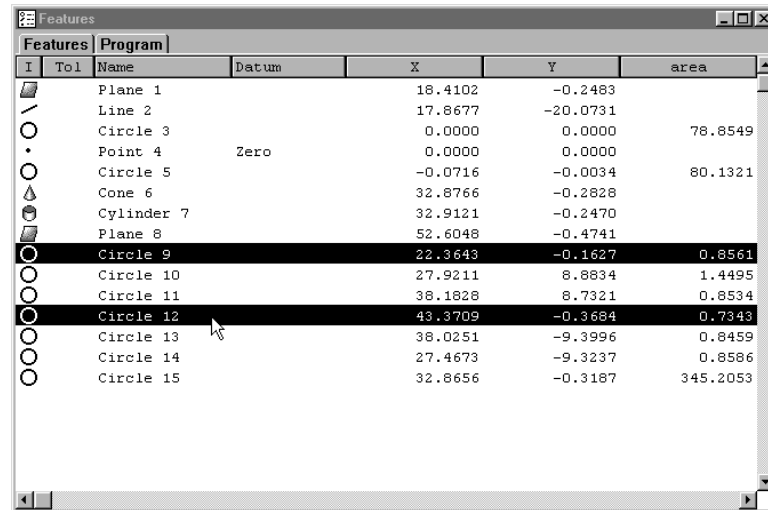 Features
Features Program
I Tol Name Datum X Y area
Plane 1 18.4102 -0.2483
Line 2 17.8677 -20.0731
Circle 3 0.0000 0.0000 78.8549
Point 4 Zero 0.0000 0.0000
Circle 5 -0.0716 -0.0034 80.1321
Cone 6 32.8766 -0.2828
Cylinder 7 32.9121 -0.2470
Plane 8 52.6048 -0.4741
Circle 9 22.3643 -0.1627 0.8561
Circle 10 27.9211 8.8834 1.4495
Circle 11 38.1828 8.7321 0.8534
Circle 12 43.3709 -0.3684 0.7343
Circle 13 38.0251 -9.3996 0.8459
Circle 14 27.4673 -9.3237 0.8586
Circle 15 32.8656 -0.3187 345.2053